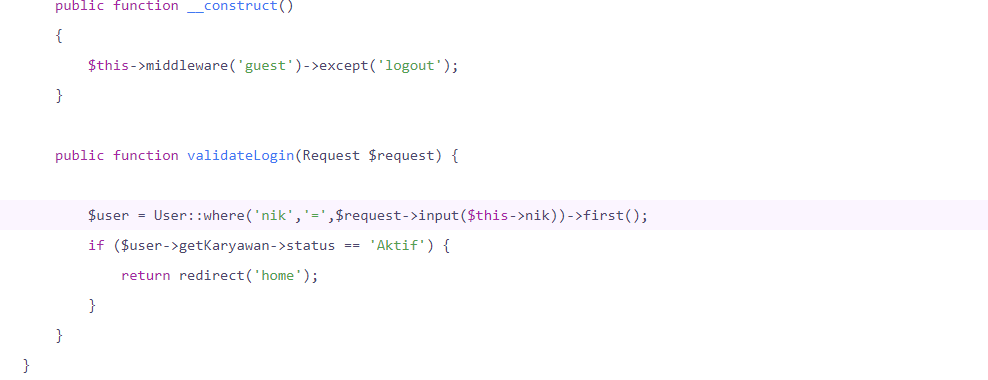 public function __construct()
{
$this->middleware('guest')->except('logout');
}
public function validateLogin(Request $request) {
$user = User::where('nik','=',$request->input($this->nik))->first();
if ($user->getKaryawan->status == 'Aktif') {
return redirect('home');
}
}
}